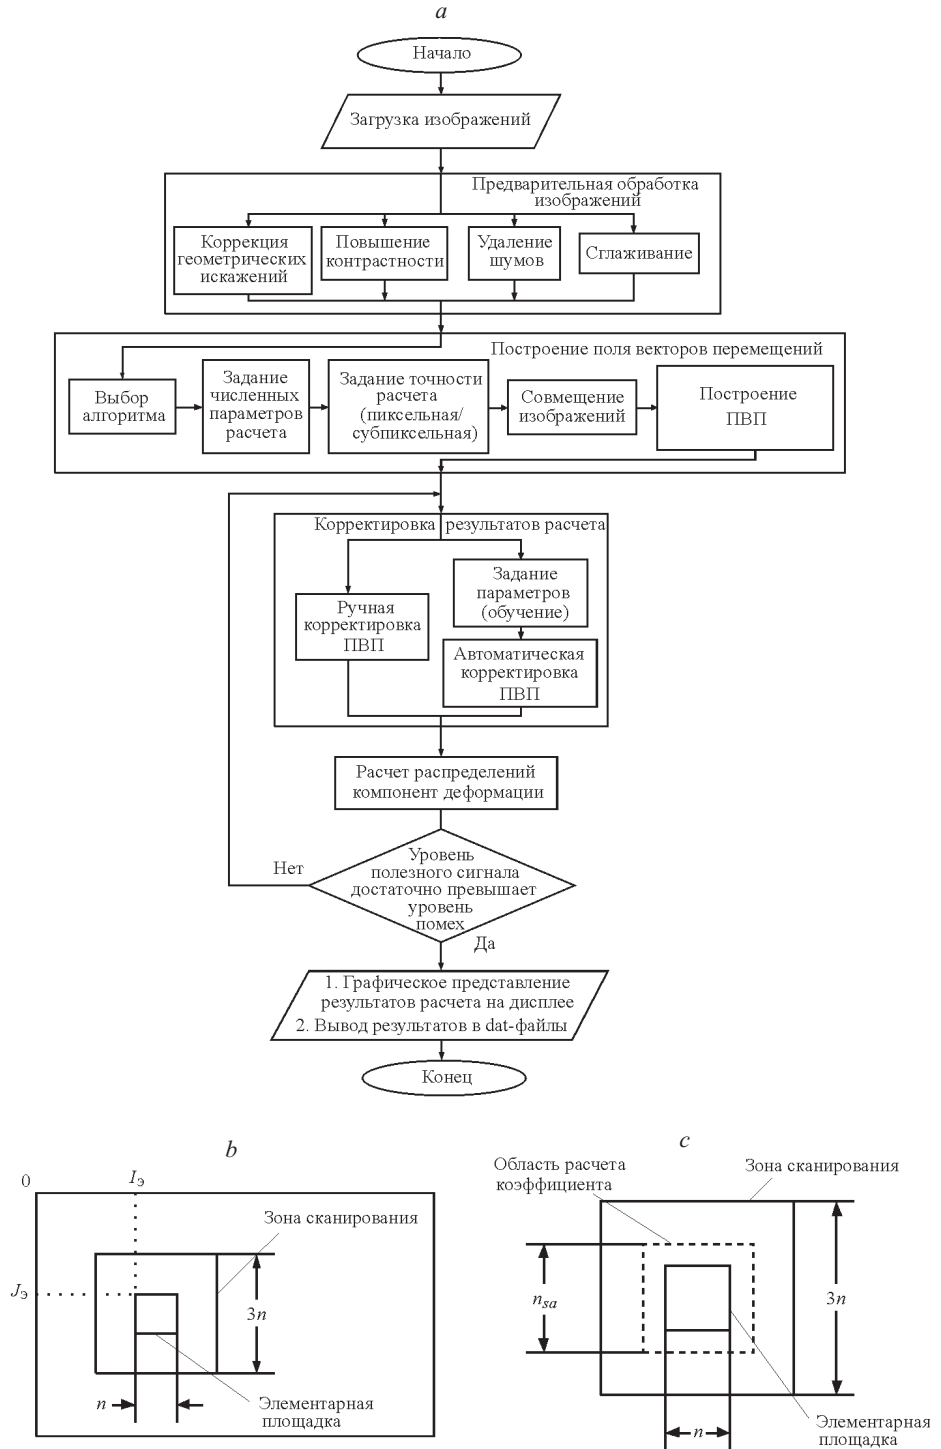 a
Начало
Загрузка изображений
Предварительная обработка
изображений
Коррекция
геометрических
искажений
Повышение
контрастности
Удаление
шумов
Сглаживание
Построение поля векторов перемещений
Выбор
алгоритма
Задание
численных
параметров
расчета
Задание точности
расчета
(пиксельная/
субпиксельная)
Совмещение
изображений
Построение
ПВП
Корректировка результатов расчета
Ручная
корректировка
ПВП
Задание
параметров
(обучение)
Автоматическая
корректировка
ПВП
Расчет распределений
компонент деформации
Нет
Уровень
полезного сигнала
достаточно превышает
уровень
помех
Да
1. Графическое представление
результатов расчета на дисплее
2. Вывод результатов в dat-файлы
Конец
b
0
Iэ
Jэ
Зона сканирования
3n
n
Элементарная
площадка
c
Область расчета
коэффициента
Зона сканирования
nsa
3n
n
Элементарная
площадка